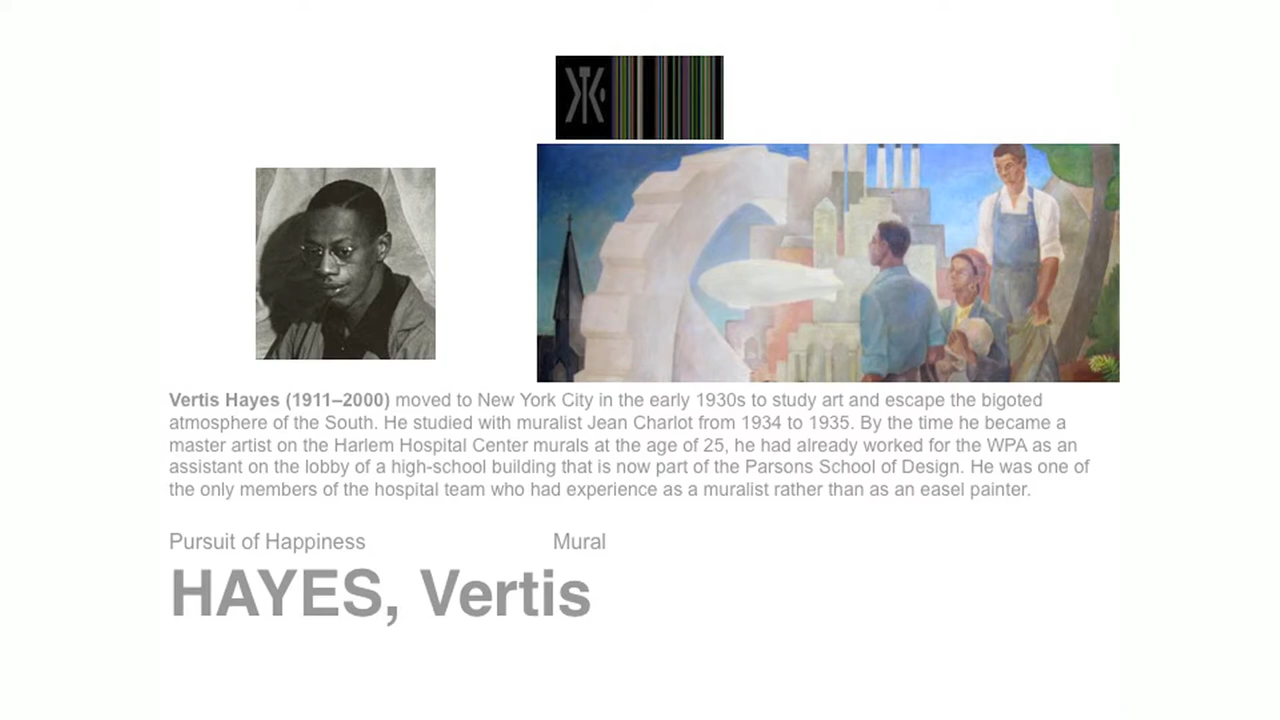 Vertis Hayes (1911–2000) moved to New York City in the early 1930s to study art and escape the bigoted
atmosphere of the South. He studied with muralist Jean Charlot from 1934 to 1935. By the time he became a
master artist on the Harlem Hospital Center murals at the age of 25, he had already worked for the WPA as an
assistant on the lobby of a high-school building that is now part of the Parsons School of Design. He was one of
the only members of the hospital team who had experience as a muralist rather than as an easel painter.
Pursuit of Happiness Mural
HAYES, Vertis